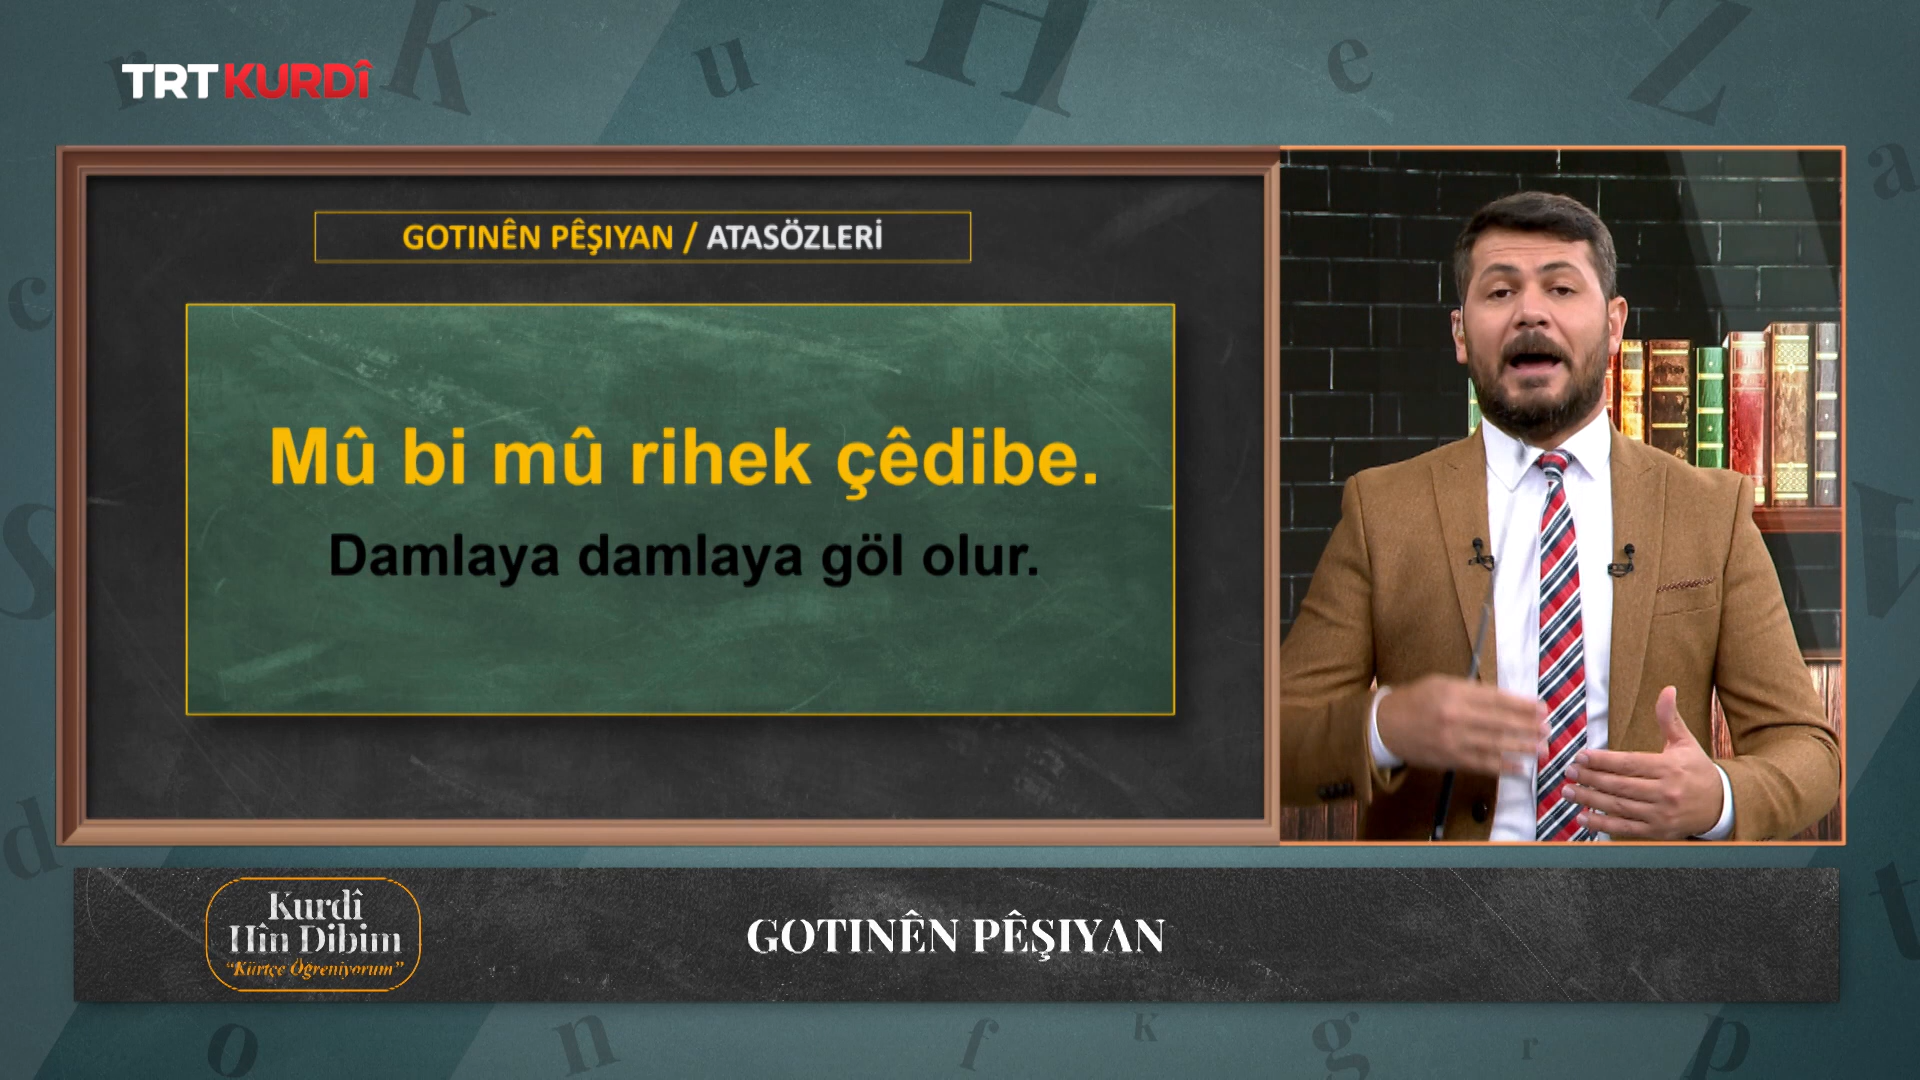 TRT KURDÎ
GOTINÊN PÊŞIYAN / ATASÖZLERİ
Mû bi mû rihek çêdibe.
Damlaya damlaya göl olur.
Kurdî
Hîn Dibim
"Kürtçe Öğreniyorum"
GOTINÊN PÊŞIYAN